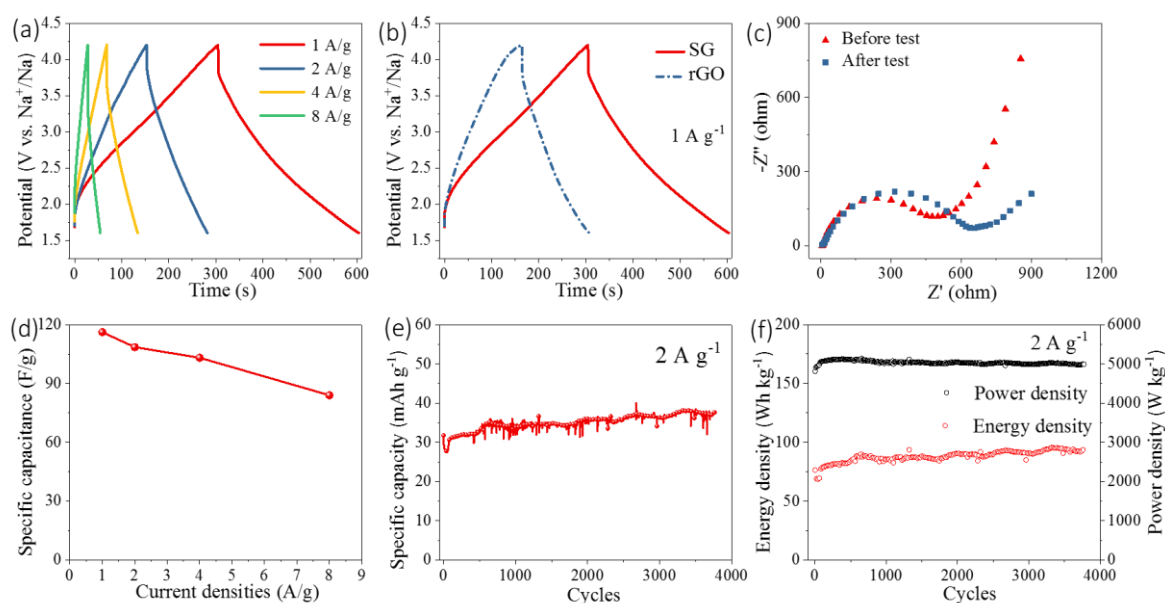 (a)
4.5
4.0
3.5
3.0
2.5
2.0
1.5
Potential (V vs. Na⁺/Na)
1 A/g
2 A/g
4 A/g
8 A/g
0 100 200 300 400 500 600
Time (s)
(b)
4.5
4.0
3.5
3.0
2.5
2.0
1.5
Potential (V vs. Na⁺/Na)
SG
rGO
1 A g⁻¹
0 100 200 300 400 500 600
Time (s)
(c)
900
600
300
0
-Z" (ohm)
Before test
After test
0 300 600 900 1200
Z' (ohm)
(d)
120
90
60
30
0
Specific capacitance (F/g)
0 1 2 3 4 5 6 7 8 9
Current densities (A/g)
(e)
60
50
40
30
20
10
0
Specific capacity (mAh g⁻¹)
2 A g⁻¹
0 1000 2000 3000 4000
Cycles
(f)
200
150
100
50
0
Energy density (Wh kg⁻¹)
2 A g⁻¹
Power density
Energy density
6000
5000
4000
3000
2000
1000
0
Power density (W kg⁻¹)
0 1000 2000 3000 4000
Cycles